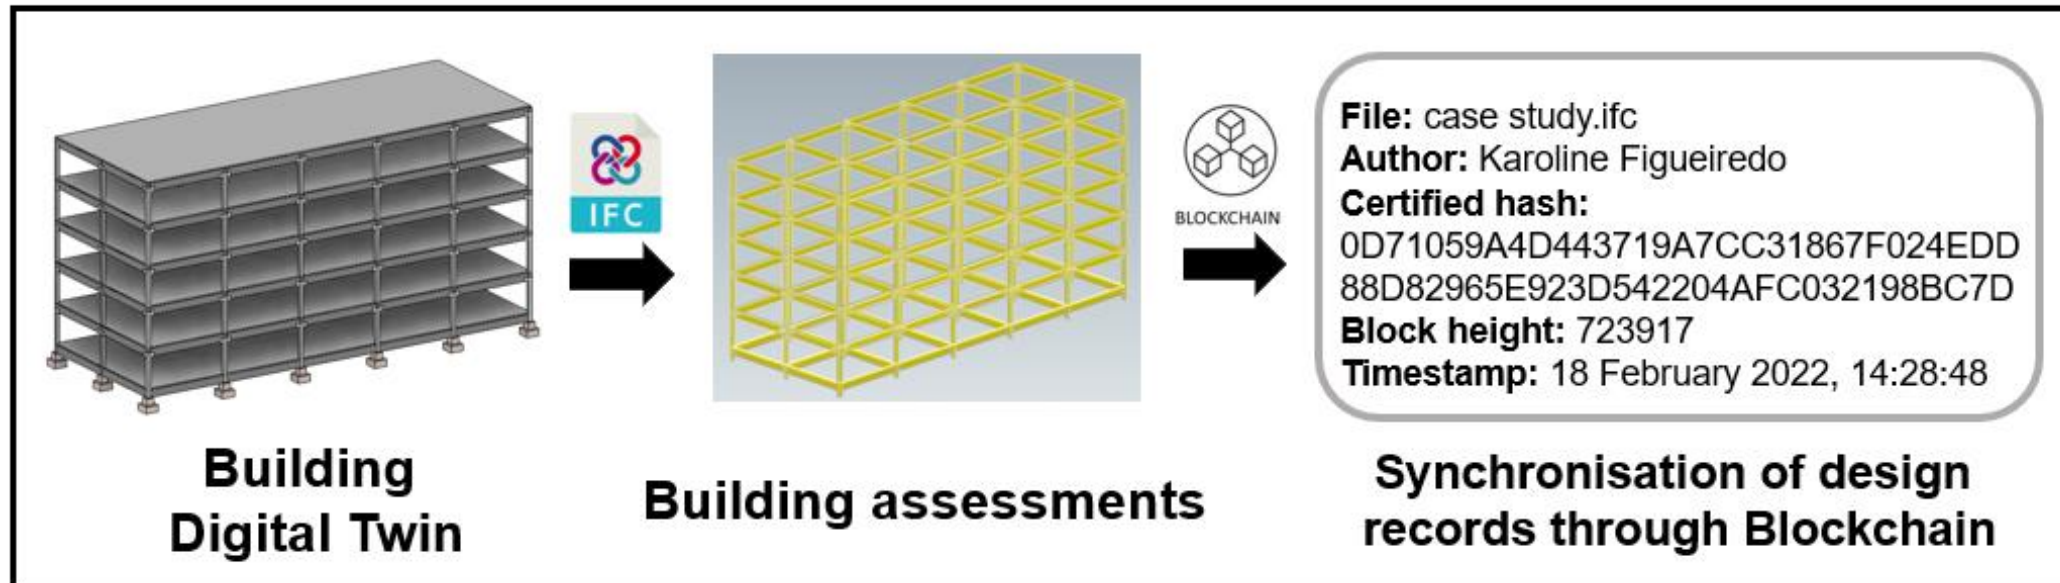 IFC
BLOCKCHAIN
File: case study.ifc
Author: Karoline Figueiredo
Certified hash:
0D71059A4D443719A7CC31867F024EDD
88D82965E923D542204AFC032198BC7D
Block height: 723917
Timestamp: 18 February 2022, 14:28:48
Building
Digital Twin
Building assessments
Synchronisation of design
records through Blockchain